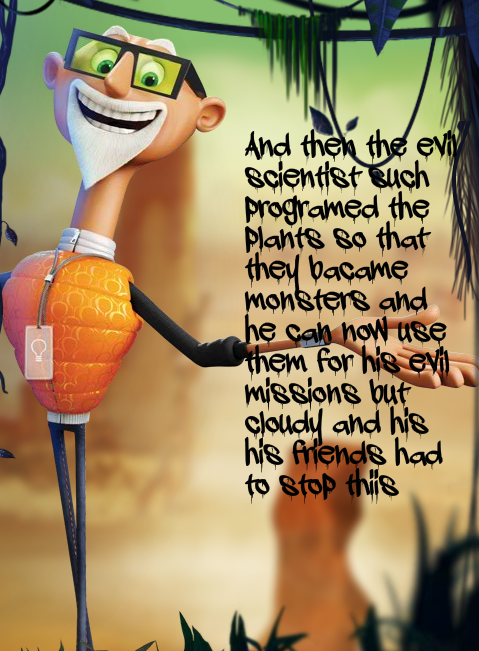 And then the evil
scientist such
programed the
plants so that
they bacame
monsters and
he can now use
them for his evil
missions but
cloudy and his
his friends had
to stop thiis